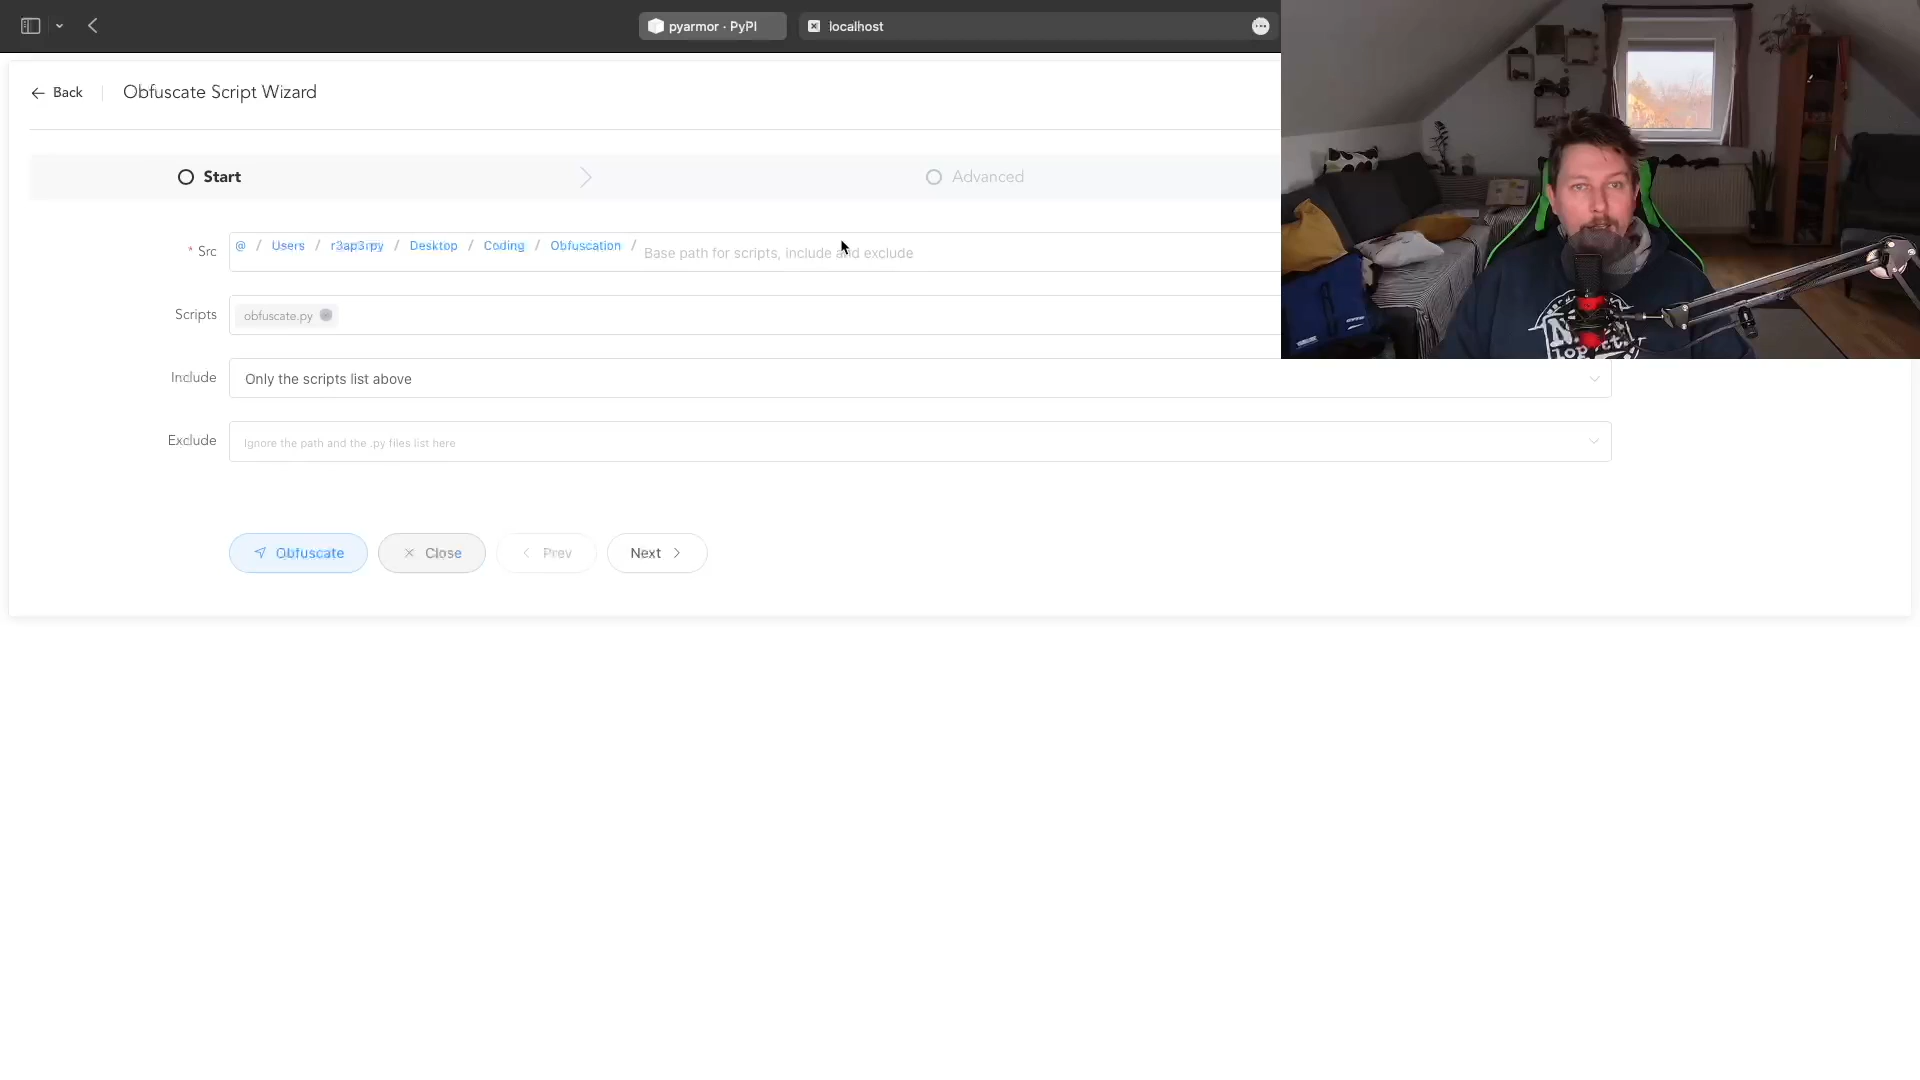 pyarmor · PyPI
localhost
Back
Obfuscate Script Wizard
Start
Advanced
* Src
@ / Users / r3ap3rpy / Desktop / Coding / Obfuscation / Base path for scripts, include and exclude
Scripts
obfuscate.py
Include
Only the scripts list above
Exclude
Ignore the path and the .py files list here
Obfuscate
Close
Prev
Next